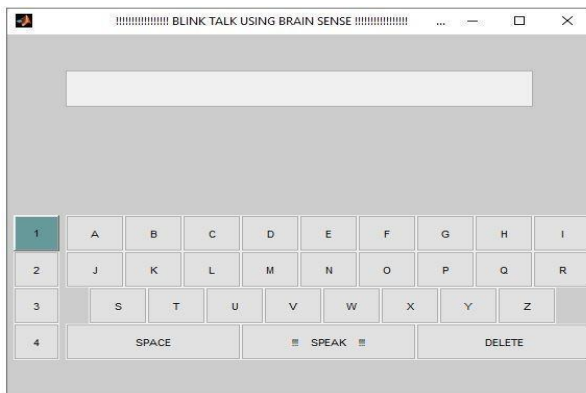 !!!!!!!!!!!!!!!!! BLINK TALK USING BRAIN SENSE !!!!!!!!!!!!!!!!! ...
1 A B C D E F G H I
2 J K L M N O P Q R
3 S T U V W X Y Z
4 SPACE !!! SPEAK !!! DELETE